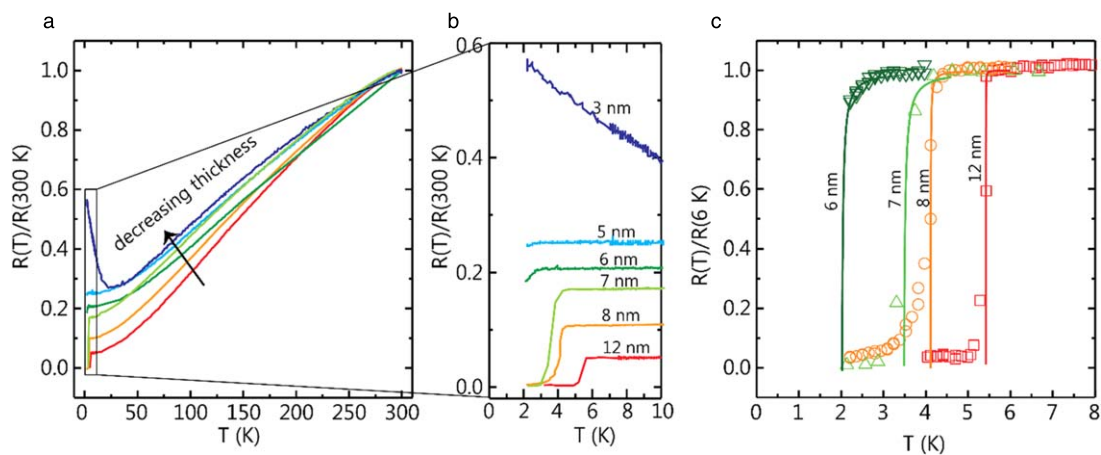 a
R(T)/R(300 K)
1.0
0.8
0.6
0.4
0.2
0.0
decreasing thickness
0 50 100 150 200 250 300
T (K)
b
R(T)/R(300 K)
0.6
0.4
0.2
0.0
3 nm
5 nm
6 nm
7 nm
8 nm
12 nm
0 2 4 6 8 10
T (K)
c
R(T)/R(6 K)
1.0
0.8
0.6
0.4
0.2
0.0
6 nm
7 nm
8 nm
12 nm
0 1 2 3 4 5 6 7 8
T (K)